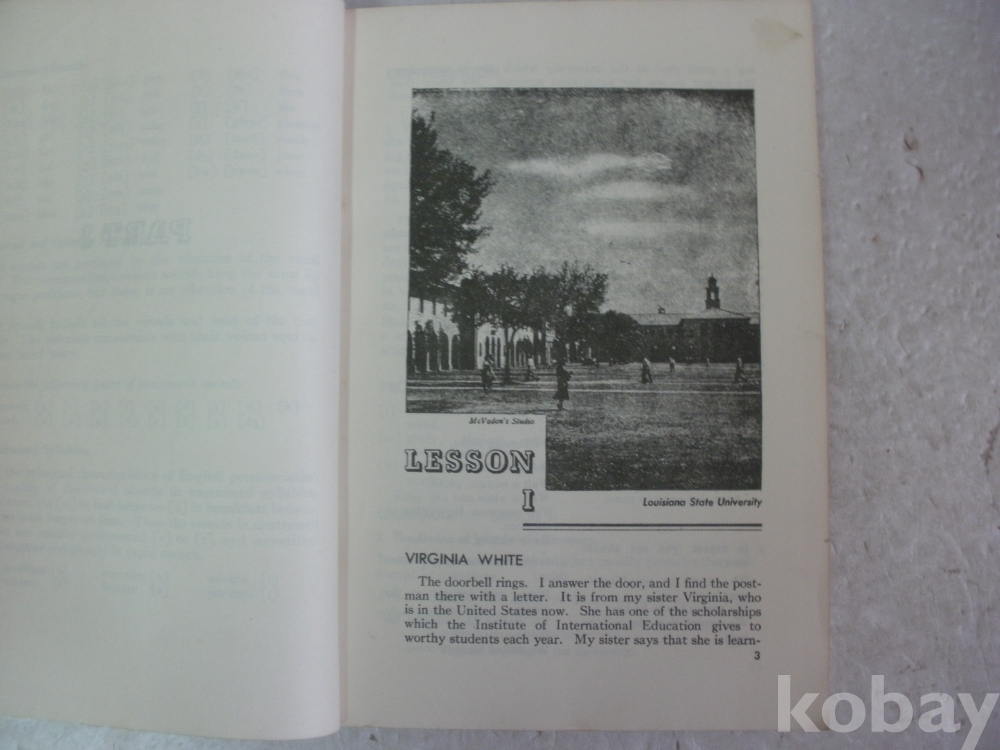 McVadon's Studio
LESSON
I
Louisiana State University
VIRGINIA WHITE
The doorbell rings. I answer the door, and I find the post-
man there with a letter. It is from my sister Virginia, who
is in the United States now. She has one of the scholarships
which the Institute of International Education gives to
worthy students each year. My sister says that she is learn-
3
PART I
kobay